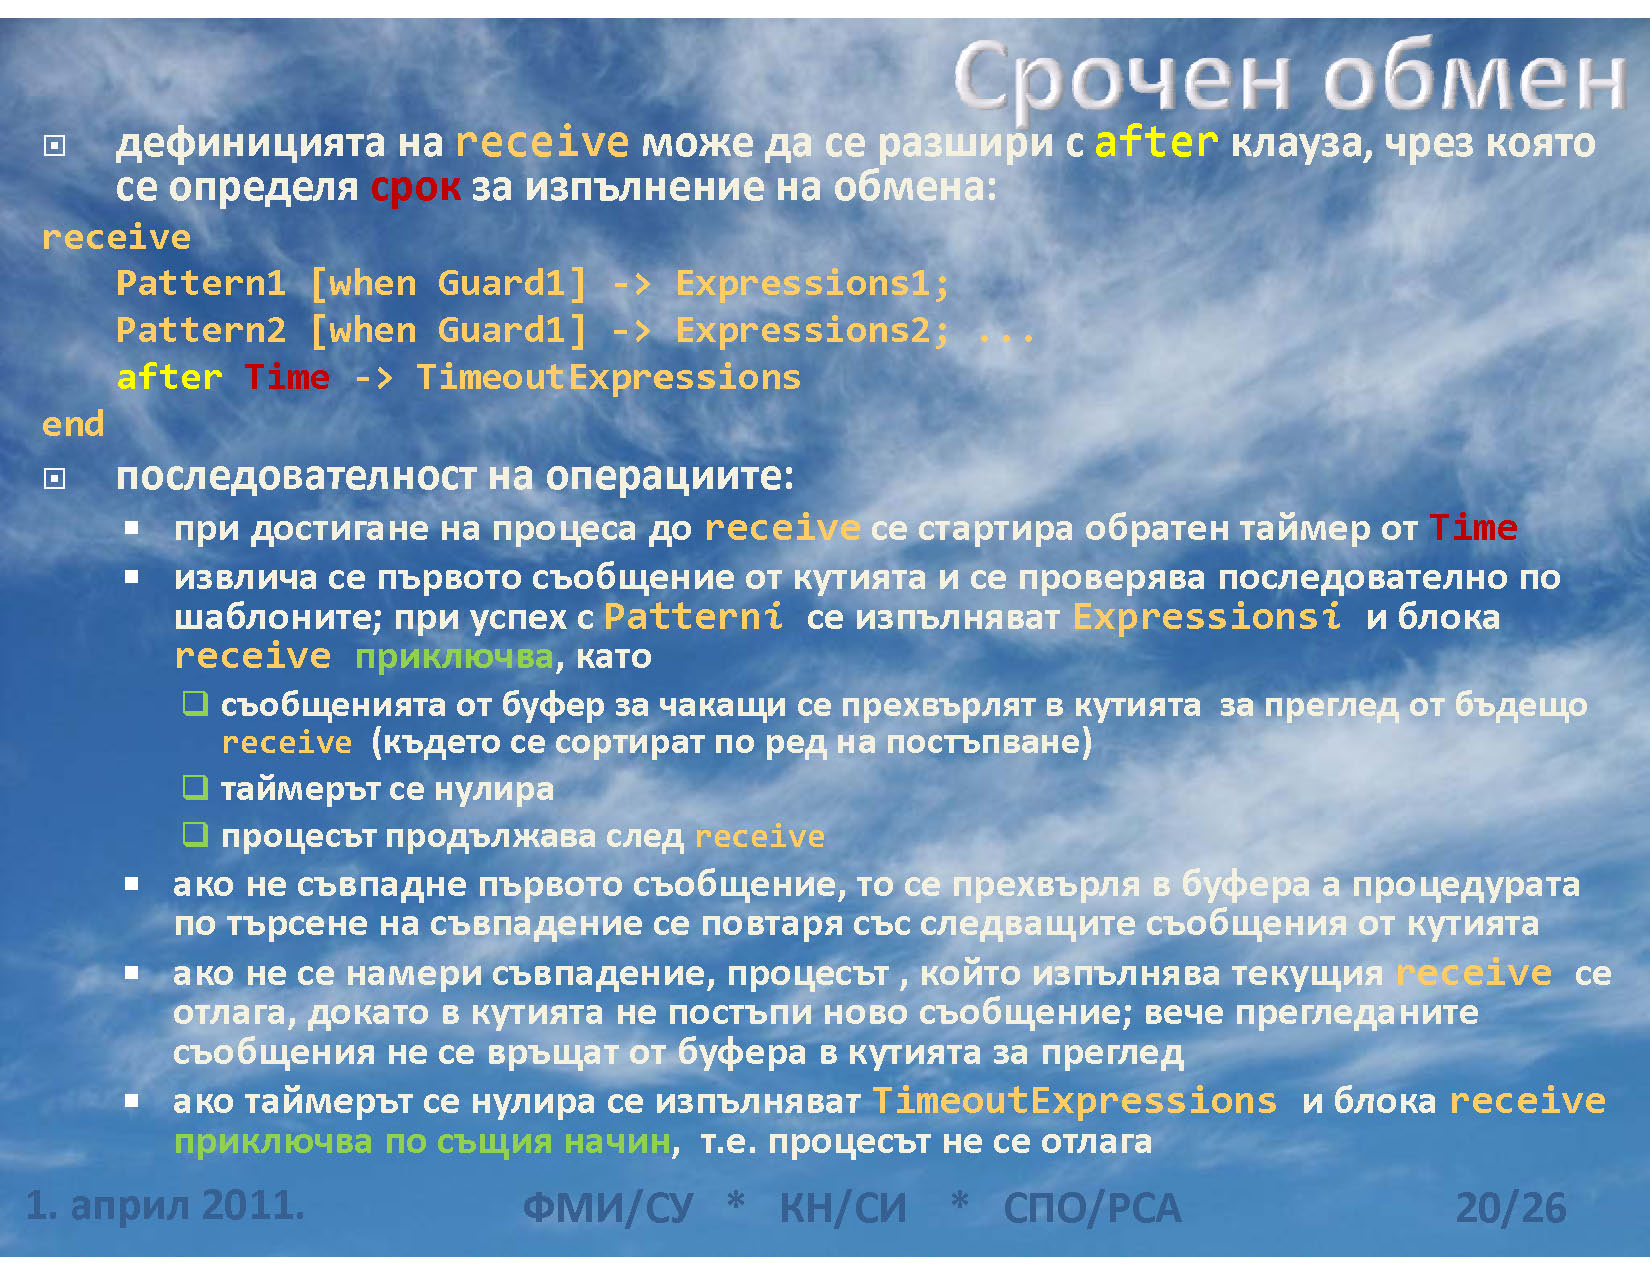 Срочен обмен
дефиницията на receive може да се разшири с after клауза, чрез която
се определя срок за изпълнение на обмена:
receive
Pattern1 [when Guard1] -> Expressions1;
Pattern2 [when Guard1] -> Expressions2; ...
after Time -> TimeoutExpressions
end
последователност на операциите:
при достигане на процеса до receive се стартира обратен таймер от Time
извлича се първото съобщение от кутията и се проверява последователно по
шаблоните; при успех с Patterni се изпълняват Expressionsi и блока
receive приключва, като
съобщенията от буфер за чакащи се прехвърлят в кутията за преглед от бъдещо
receive (където се сортират по ред на постъпване)
таймерът се нулира
процесът продължава след receive
ако не съвпадне първото съобщение, то се прехвърля в буфера а процедурата
по търсене на съвпадение се повтаря със следващите съобщения от кутията
ако не се намери съвпадение, процесът , който изпълнява текущия receive се
отлага, докато в кутията не постъпи ново съобщение; вече прегледаните
съобщения не се връщат от буфера в кутията за преглед
ако таймерът се нулира се изпълняват TimeoutExpressions и блока receive
приключва по същия начин, т.е. процесът не се отлага
1. април 2011. ФМИ/СУ * КН/СИ * СПО/РСА 20/26